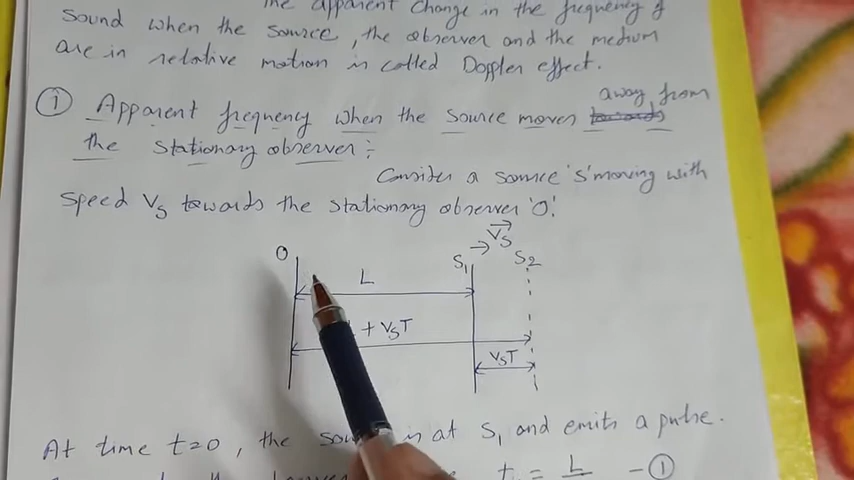 The apparent change in the frequency of
sound when the source, the observer and the medium
are in relative motion is called Doppler effect.
away from
① Apparent frequency when the source moves
the stationary observer :-
Consider a source 's' moving with
speed Vs towards the stationary observer 'O'.
Vs
O S1 S2
L
+ VsT
VsT
At time t=0, the is at S1 and emits a pulse.
= L - ①